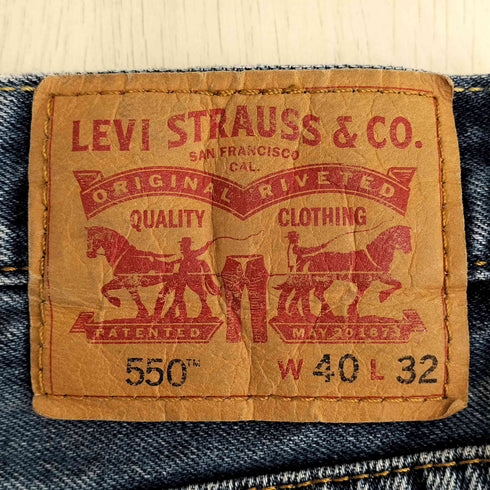 LEVI STRAUSS & CO.
SAN FRANCISCO
CAL.
ORIGINAL RIVETED
QUALITY CLOTHING
PATENTED MAY 20 1873
550™ W 40 L 32